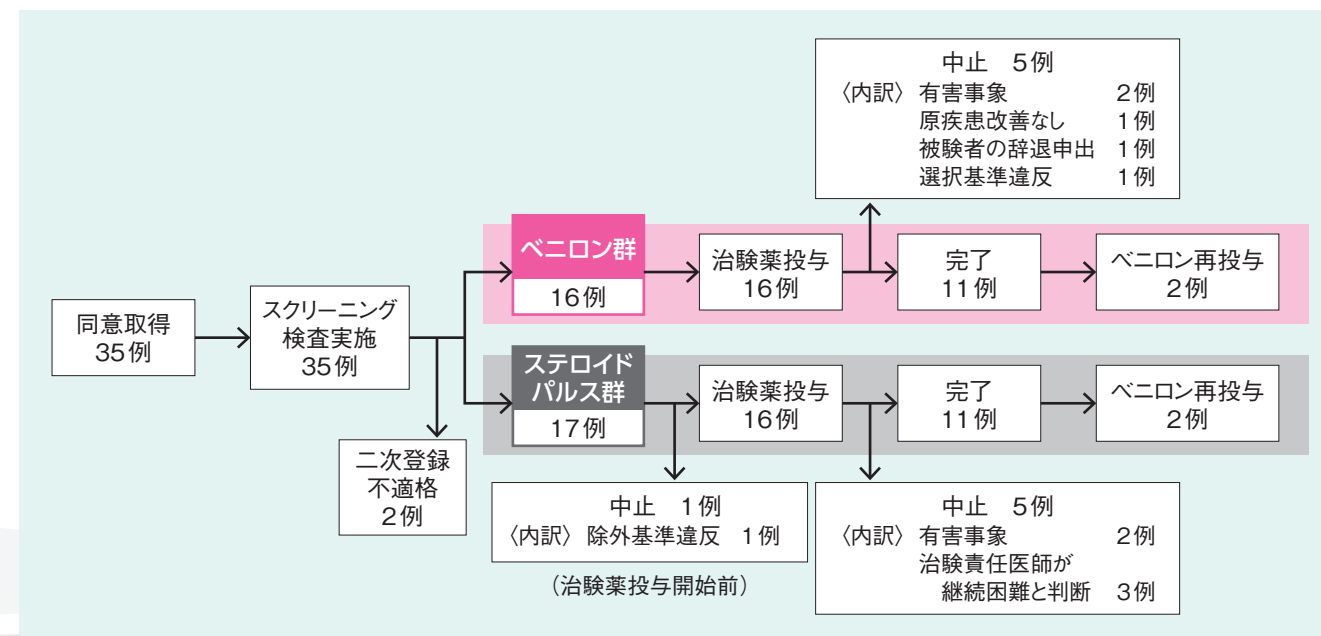 同意取得
35例
スクリーニング
検査実施
35例
二次登録
不適格
2例
ベニロン群
16例
治験薬投与
16例
中止 5例
〈内訳〉 有害事象 2例
原疾患改善なし 1例
被験者の辞退申出 1例
選択基準違反 1例
完了
11例
ベニロン再投与
2例
ステロイド
パルス群
17例
中止 1例
〈内訳〉 除外基準違反 1例
(治験薬投与開始前)
治験薬投与
16例
中止 5例
〈内訳〉 有害事象 2例
治験責任医師が
継続困難と判断 3例
完了
11例
ベニロン再投与
2例